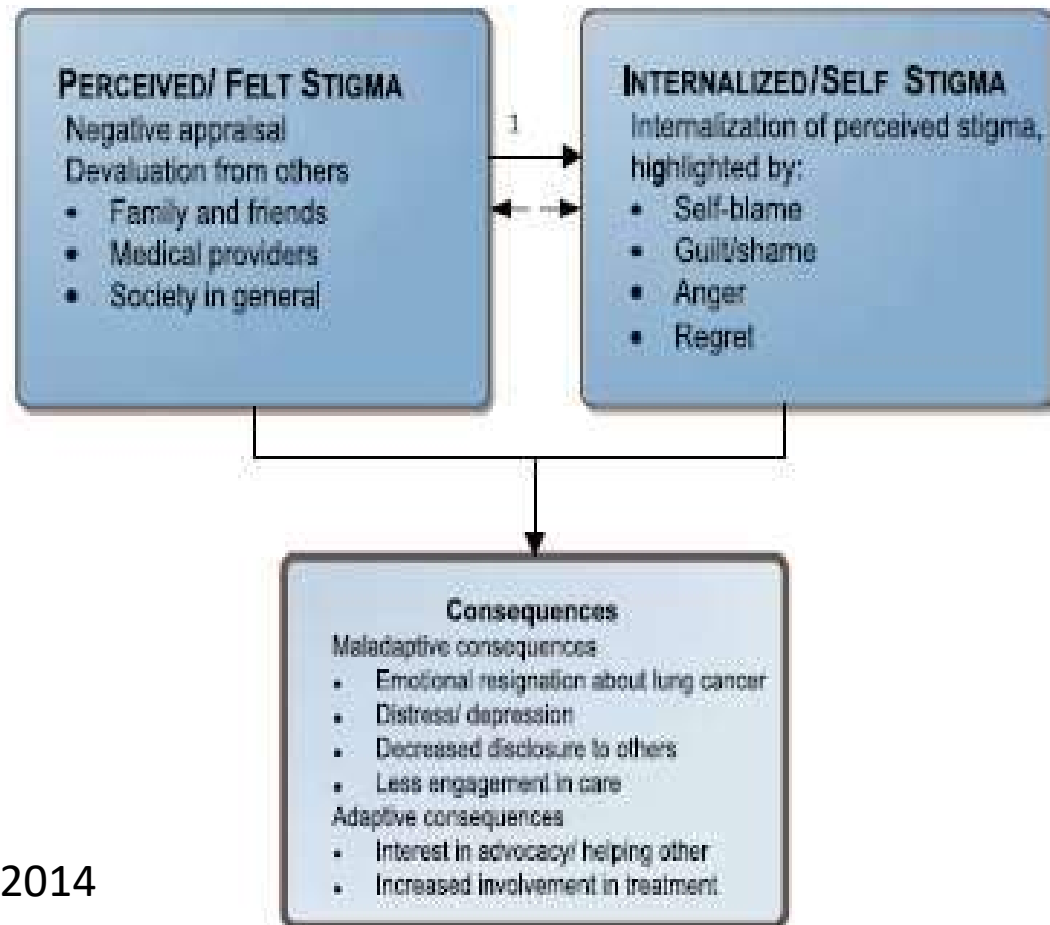 PERCEIVED/ FELT STIGMA
Negative appraisal
Devaluation from others
• Family and friends
• Medical providers
• Society in general
1
INTERNALIZED/SELF STIGMA
Internalization of perceived stigma,
highlighted by:
• Self-blame
• Guilt/shame
• Anger
• Regret
Consequences
Maladaptive consequences
• Emotional resignation about lung cancer
• Distress/ depression
• Decreased disclosure to others
• Less engagement in care
Adaptive consequences
• Interest in advocacy/ helping other
• Increased involvement in treatment
2014